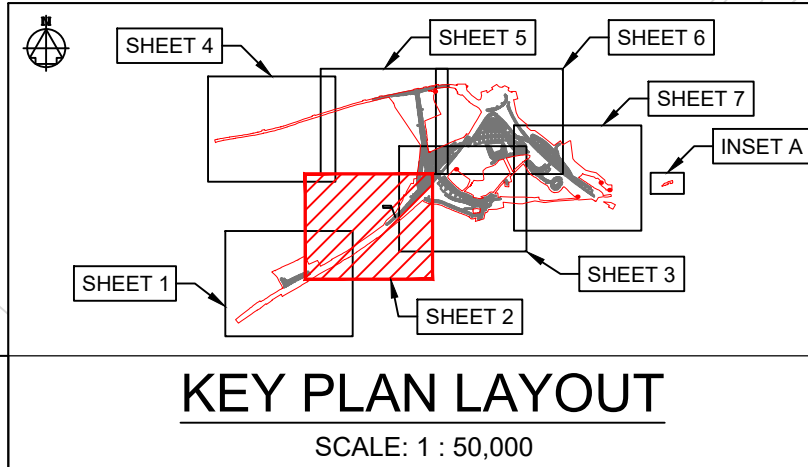 N
SHEET 4
SHEET 5
SHEET 6
SHEET 7
INSET A
SHEET 1
SHEET 2
SHEET 3
KEY PLAN LAYOUT
SCALE: 1 : 50,000